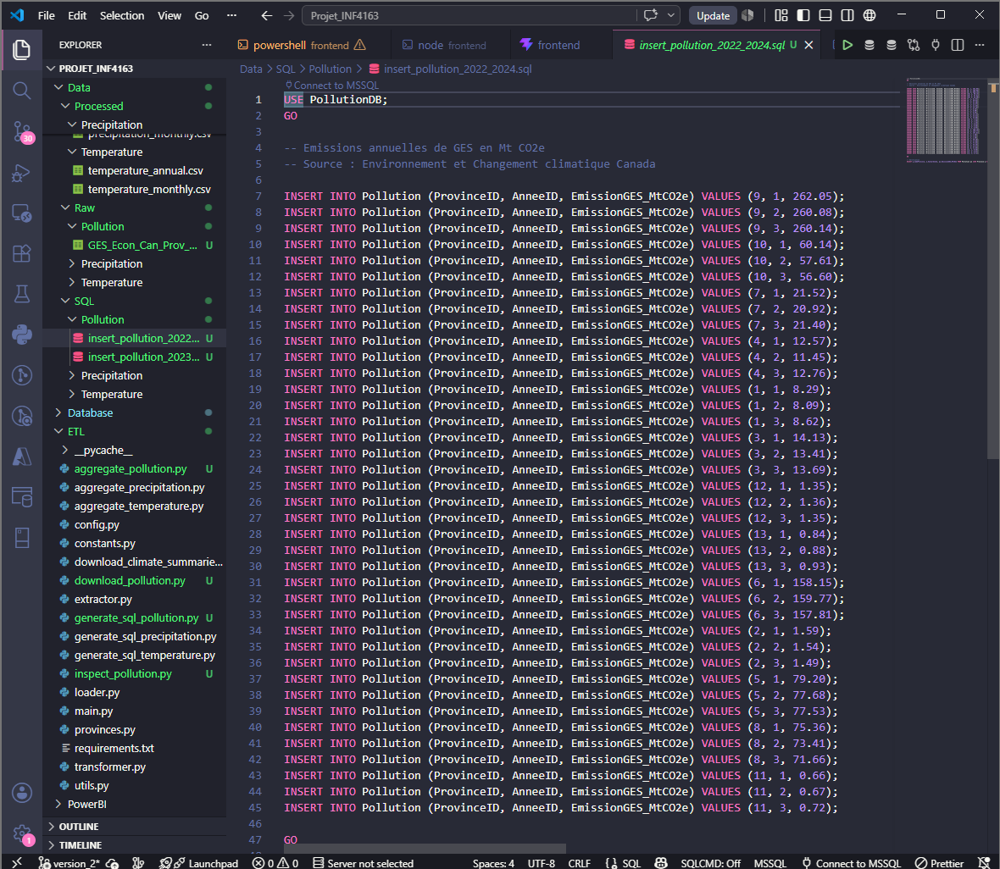 File Edit Selection View Go ··· Projet_INF4163 Update
EXPLORER ···
PROJET_INF4163
Data
Processed
Precipitation
precipitation_monthly.csv
Temperature
temperature_annual.csv
temperature_monthly.csv
Raw
Pollution
GES_Econ_Can_Prov_... U
Precipitation
Temperature
SQL
Pollution
insert_pollution_2022... U
insert_pollution_2023... U
Precipitation
Temperature
Database
ETL
__pycache__
aggregate_pollution.py U
aggregate_precipitation.py
aggregate_temperature.py
config.py
constants.py
download_climate_summarie...
download_pollution.py U
extractor.py
generate_sql_pollution.py U
generate_sql_precipitation.py
generate_sql_temperature.py
inspect_pollution.py U
loader.py
main.py
provinces.py
requirements.txt
transformer.py
utils.py
PowerBI
OUTLINE
TIMELINE
30
1
powershell frontend
node frontend
frontend
insert_pollution_2022_2024.sql U
Data > SQL > Pollution > insert_pollution_2022_2024.sql
Connect to MSSQL
1 USE PollutionDB;
2 GO
3
4 -- Emissions annuelles de GES en Mt CO2e
5 -- Source : Environnement et Changement climatique Canada
6
7 INSERT INTO Pollution (ProvinceID, AnneeID, EmissionGES_MtCO2e) VALUES (9, 1, 262.05);
8 INSERT INTO Pollution (ProvinceID, AnneeID, EmissionGES_MtCO2e) VALUES (9, 2, 260.08);
9 INSERT INTO Pollution (ProvinceID, AnneeID, EmissionGES_MtCO2e) VALUES (9, 3, 260.14);
10 INSERT INTO Pollution (ProvinceID, AnneeID, EmissionGES_MtCO2e) VALUES (10, 1, 60.14);
11 INSERT INTO Pollution (ProvinceID, AnneeID, EmissionGES_MtCO2e) VALUES (10, 2, 57.61);
12 INSERT INTO Pollution (ProvinceID, AnneeID, EmissionGES_MtCO2e) VALUES (10, 3, 56.60);
13 INSERT INTO Pollution (ProvinceID, AnneeID, EmissionGES_MtCO2e) VALUES (7, 1, 21.52);
14 INSERT INTO Pollution (ProvinceID, AnneeID, EmissionGES_MtCO2e) VALUES (7, 2, 20.92);
15 INSERT INTO Pollution (ProvinceID, AnneeID, EmissionGES_MtCO2e) VALUES (7, 3, 21.40);
16 INSERT INTO Pollution (ProvinceID, AnneeID, EmissionGES_MtCO2e) VALUES (4, 1, 12.57);
17 INSERT INTO Pollution (ProvinceID, AnneeID, EmissionGES_MtCO2e) VALUES (4, 2, 11.45);
18 INSERT INTO Pollution (ProvinceID, AnneeID, EmissionGES_MtCO2e) VALUES (4, 3, 12.76);
19 INSERT INTO Pollution (ProvinceID, AnneeID, EmissionGES_MtCO2e) VALUES (1, 1, 8.29);
20 INSERT INTO Pollution (ProvinceID, AnneeID, EmissionGES_MtCO2e) VALUES (1, 2, 8.09);
21 INSERT INTO Pollution (ProvinceID, AnneeID, EmissionGES_MtCO2e) VALUES (1, 3, 8.62);
22 INSERT INTO Pollution (ProvinceID, AnneeID, EmissionGES_MtCO2e) VALUES (3, 1, 14.13);
23 INSERT INTO Pollution (ProvinceID, AnneeID, EmissionGES_MtCO2e) VALUES (3, 2, 13.41);
24 INSERT INTO Pollution (ProvinceID, AnneeID, EmissionGES_MtCO2e) VALUES (3, 3, 13.69);
25 INSERT INTO Pollution (ProvinceID, AnneeID, EmissionGES_MtCO2e) VALUES (12, 1, 1.35);
26 INSERT INTO Pollution (ProvinceID, AnneeID, EmissionGES_MtCO2e) VALUES (12, 2, 1.36);
27 INSERT INTO Pollution (ProvinceID, AnneeID, EmissionGES_MtCO2e) VALUES (12, 3, 1.35);
28 INSERT INTO Pollution (ProvinceID, AnneeID, EmissionGES_MtCO2e) VALUES (13, 1, 0.84);
29 INSERT INTO Pollution (ProvinceID, AnneeID, EmissionGES_MtCO2e) VALUES (13, 2, 0.88);
30 INSERT INTO Pollution (ProvinceID, AnneeID, EmissionGES_MtCO2e) VALUES (13, 3, 0.93);
31 INSERT INTO Pollution (ProvinceID, AnneeID, EmissionGES_MtCO2e) VALUES (6, 1, 158.15);
32 INSERT INTO Pollution (ProvinceID, AnneeID, EmissionGES_MtCO2e) VALUES (6, 2, 159.77);
33 INSERT INTO Pollution (ProvinceID, AnneeID, EmissionGES_MtCO2e) VALUES (6, 3, 157.81);
34 INSERT INTO Pollution (ProvinceID, AnneeID, EmissionGES_MtCO2e) VALUES (2, 1, 1.59);
35 INSERT INTO Pollution (ProvinceID, AnneeID, EmissionGES_MtCO2e) VALUES (2, 2, 1.54);
36 INSERT INTO Pollution (ProvinceID, AnneeID, EmissionGES_MtCO2e) VALUES (2, 3, 1.49);
37 INSERT INTO Pollution (ProvinceID, AnneeID, EmissionGES_MtCO2e) VALUES (5, 1, 79.20);
38 INSERT INTO Pollution (ProvinceID, AnneeID, EmissionGES_MtCO2e) VALUES (5, 2, 77.68);
39 INSERT INTO Pollution (ProvinceID, AnneeID, EmissionGES_MtCO2e) VALUES (5, 3, 77.53);
40 INSERT INTO Pollution (ProvinceID, AnneeID, EmissionGES_MtCO2e) VALUES (8, 1, 75.36);
41 INSERT INTO Pollution (ProvinceID, AnneeID, EmissionGES_MtCO2e) VALUES (8, 2, 73.41);
42 INSERT INTO Pollution (ProvinceID, AnneeID, EmissionGES_MtCO2e) VALUES (8, 3, 71.66);
43 INSERT INTO Pollution (ProvinceID, AnneeID, EmissionGES_MtCO2e) VALUES (11, 1, 0.66);
44 INSERT INTO Pollution (ProvinceID, AnneeID, EmissionGES_MtCO2e) VALUES (11, 2, 0.67);
45 INSERT INTO Pollution (ProvinceID, AnneeID, EmissionGES_MtCO2e) VALUES (11, 3, 0.72);
46
47 GO
version_2* Launchpad 0 0 Server not selected Spaces: 4 UTF-8 CRLF {} SQL SQLCMD: Off MSSQL Connect to MSSQL Prettier